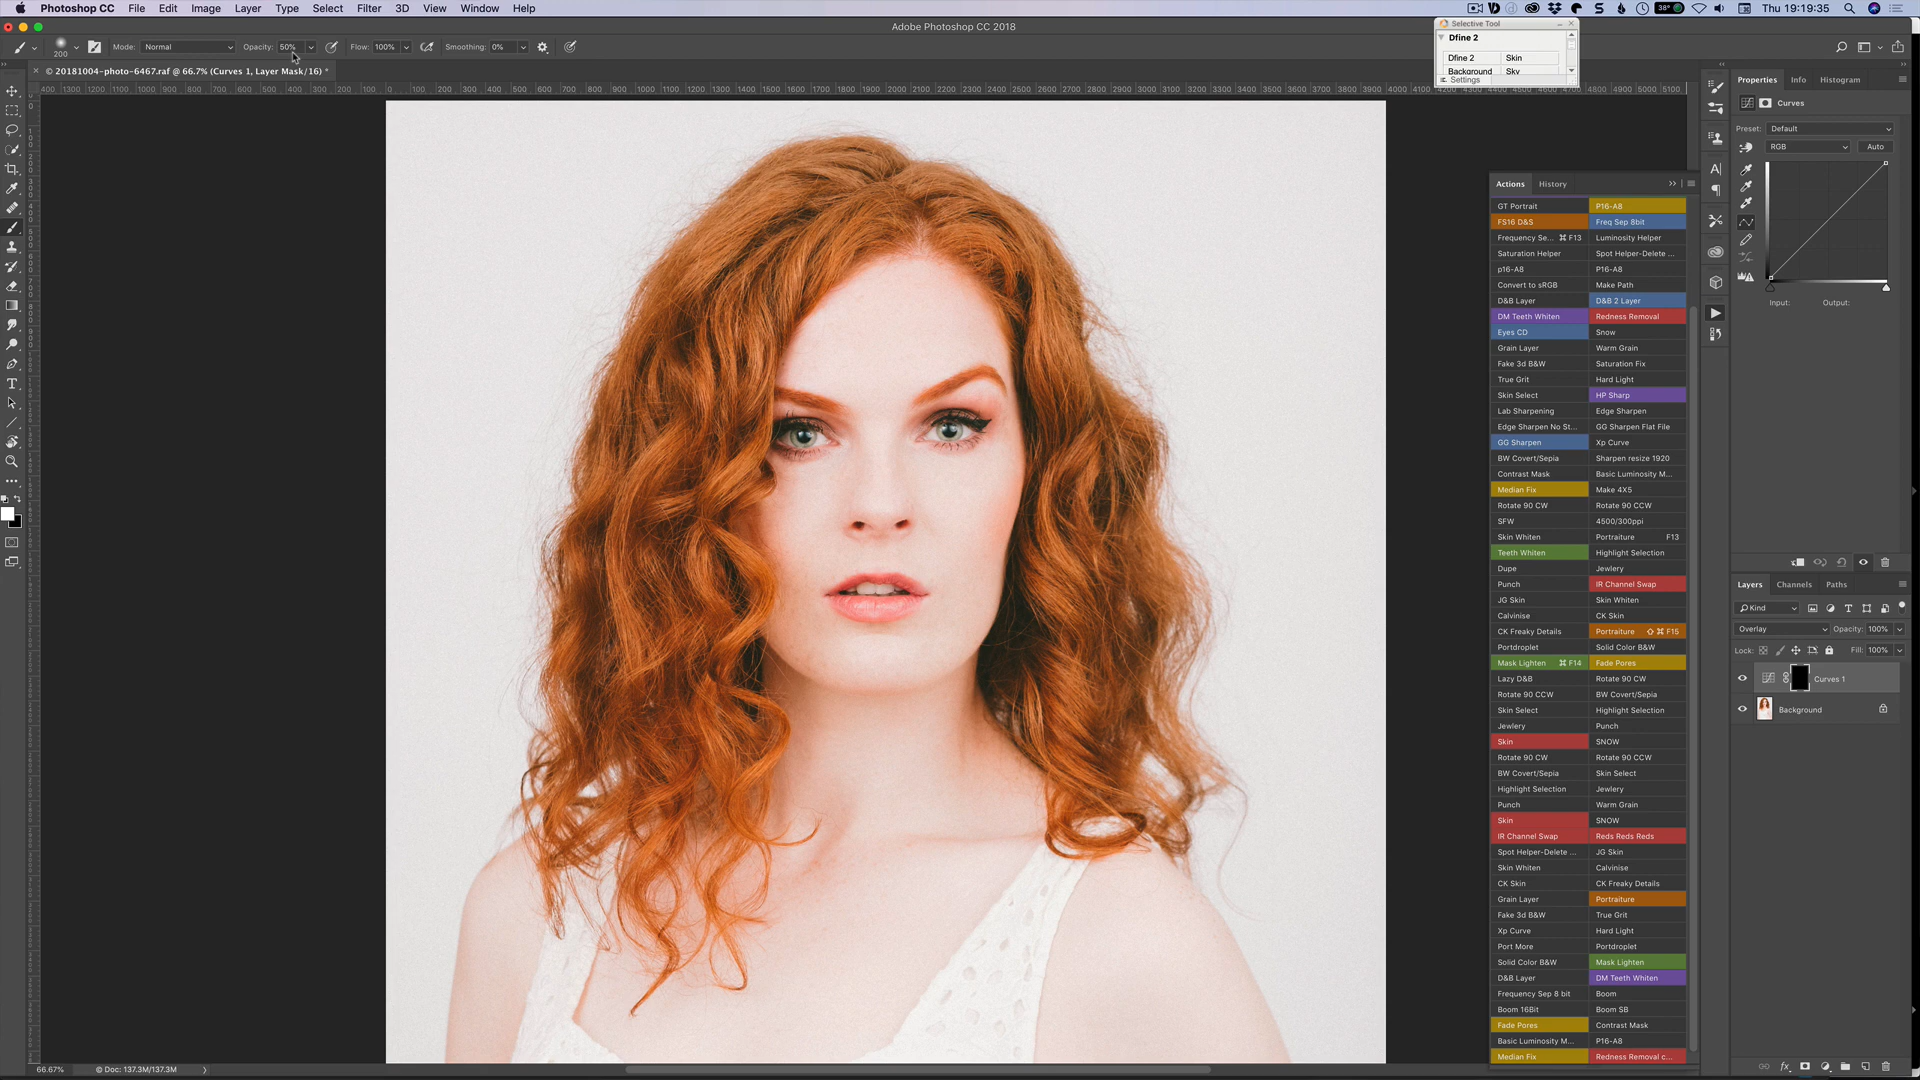 Photoshop CC File Edit Image Layer Type Select Filter 3D View Window Help
38° Thu 19:19:35
Adobe Photoshop CC 2018
Selective Tool
Dfine 2
Dfine 2 Skin
Background Sky
Settings
200 Mode: Normal Opacity: 50% Flow: 100% Smoothing: 0%
© 20181004-photo-6467.raf @ 66.7% (Curves 1, Layer Mask/16) *
Properties Info Histogram
Curves
Preset: Default
RGB Auto
Input: Output:
Actions History
GT Portrait P16-A8
FS16 D&S Freq Sep 8bit
Frequency Se... ⌘ F13 Luminosity Helper
Saturation Helper Spot Helper-Delete ...
p16-A8 P16-A8
Convert to sRGB Make Path
D&B Layer D&B 2 Layer
DM Teeth Whiten Redness Removal
Eyes CD Snow
Grain Layer Warm Grain
Fake 3d B&W Saturation Fix
True Grit Hard Light
Skin Select HP Sharp
Lab Sharpening Edge Sharpen
Edge Sharpen No St... GG Sharpen Flat File
GG Sharpen Xp Curve
BW Covert/Sepia Sharpen resize 1920
Contrast Mask Basic Luminosity M...
Median Fix Make 4X5
Rotate 90 CW Rotate 90 CCW
SFW 4500/300ppi
Skin Whiten Portraiture F13
Teeth Whiten Highlight Selection
Dupe Jewlery
Punch IR Channel Swap
JG Skin Skin Whiten
Calvinise CK Skin
CK Freaky Details Portraiture ⇧ ⌘ F15
Portdroplet Solid Color B&W
Mask Lighten ⌘ F14 Fade Pores
Lazy D&B Rotate 90 CW
Rotate 90 CCW BW Covert/Sepia
Skin Select Highlight Selection
Jewlery Punch
Skin SNOW
Rotate 90 CW Rotate 90 CCW
BW Covert/Sepia Skin Select
Highlight Selection Jewlery
Punch Warm Grain
Skin SNOW
IR Channel Swap Reds Reds Reds
Spot Helper-Delete ... JG Skin
Skin Whiten Calvinise
CK Skin CK Freaky Details
Grain Layer Portraiture
Fake 3d B&W True Grit
Xp Curve Hard Light
Port More Portdroplet
Solid Color B&W Mask Lighten
D&B Layer DM Teeth Whiten
Frequency Sep 8 bit Boom
Boom 16Bit Boom SB
Fade Pores Contrast Mask
Basic Luminosity M... P16-A8
Median Fix Redness Removal c...
Layers Channels Paths
Kind
Overlay Opacity: 100%
Lock: Fill: 100%
Curves 1
Background
66.67% © Doc: 137.3M/137.3M